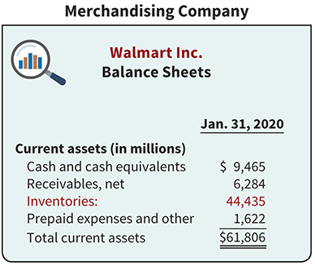 Merchandising Company
Walmart Inc.
Balance Sheets
Jan. 31, 2020
Current assets (in millions)
Cash and cash equivalents $ 9,465
Receivables, net 6,284
Inventories: 44,435
Prepaid expenses and other 1,622
Total current assets $61,806